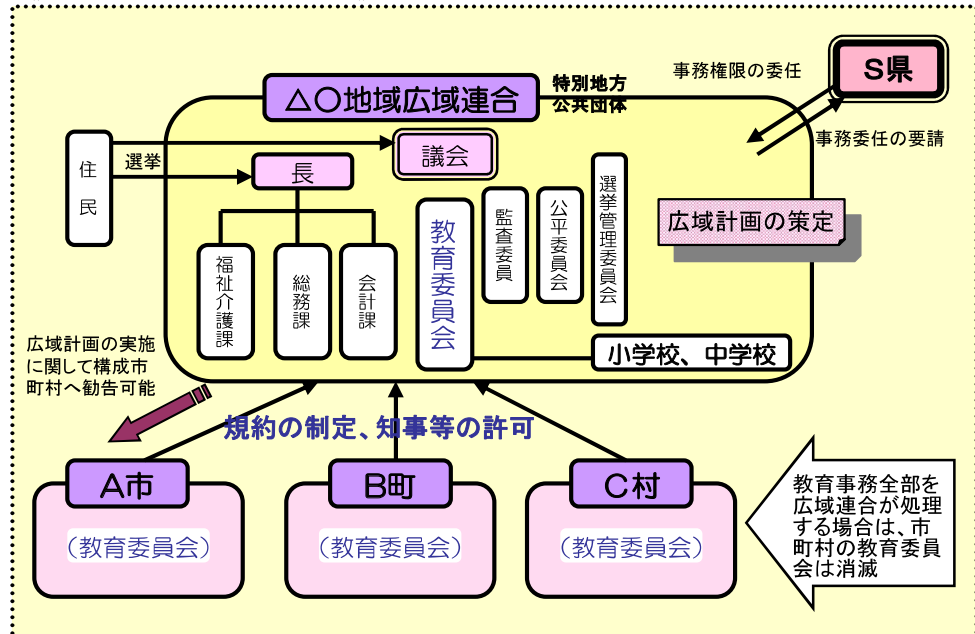 S県
事務権限の委任
事務委任の要請
△○地域広域連合
特別地方
公共団体
住民
選挙
議会
長
福祉介護課
総務課
会計課
教育委員会
監査委員
公平委員会
選挙管理委員会
広域計画の策定
小学校、中学校
広域計画の実施
に関して構成市
町村へ勧告可能
規約の制定、知事等の許可
A市
(教育委員会)
B町
(教育委員会)
C村
(教育委員会)
教育事務全部を
広域連合が処理
する場合は、市
町村の教育委員
会は消滅